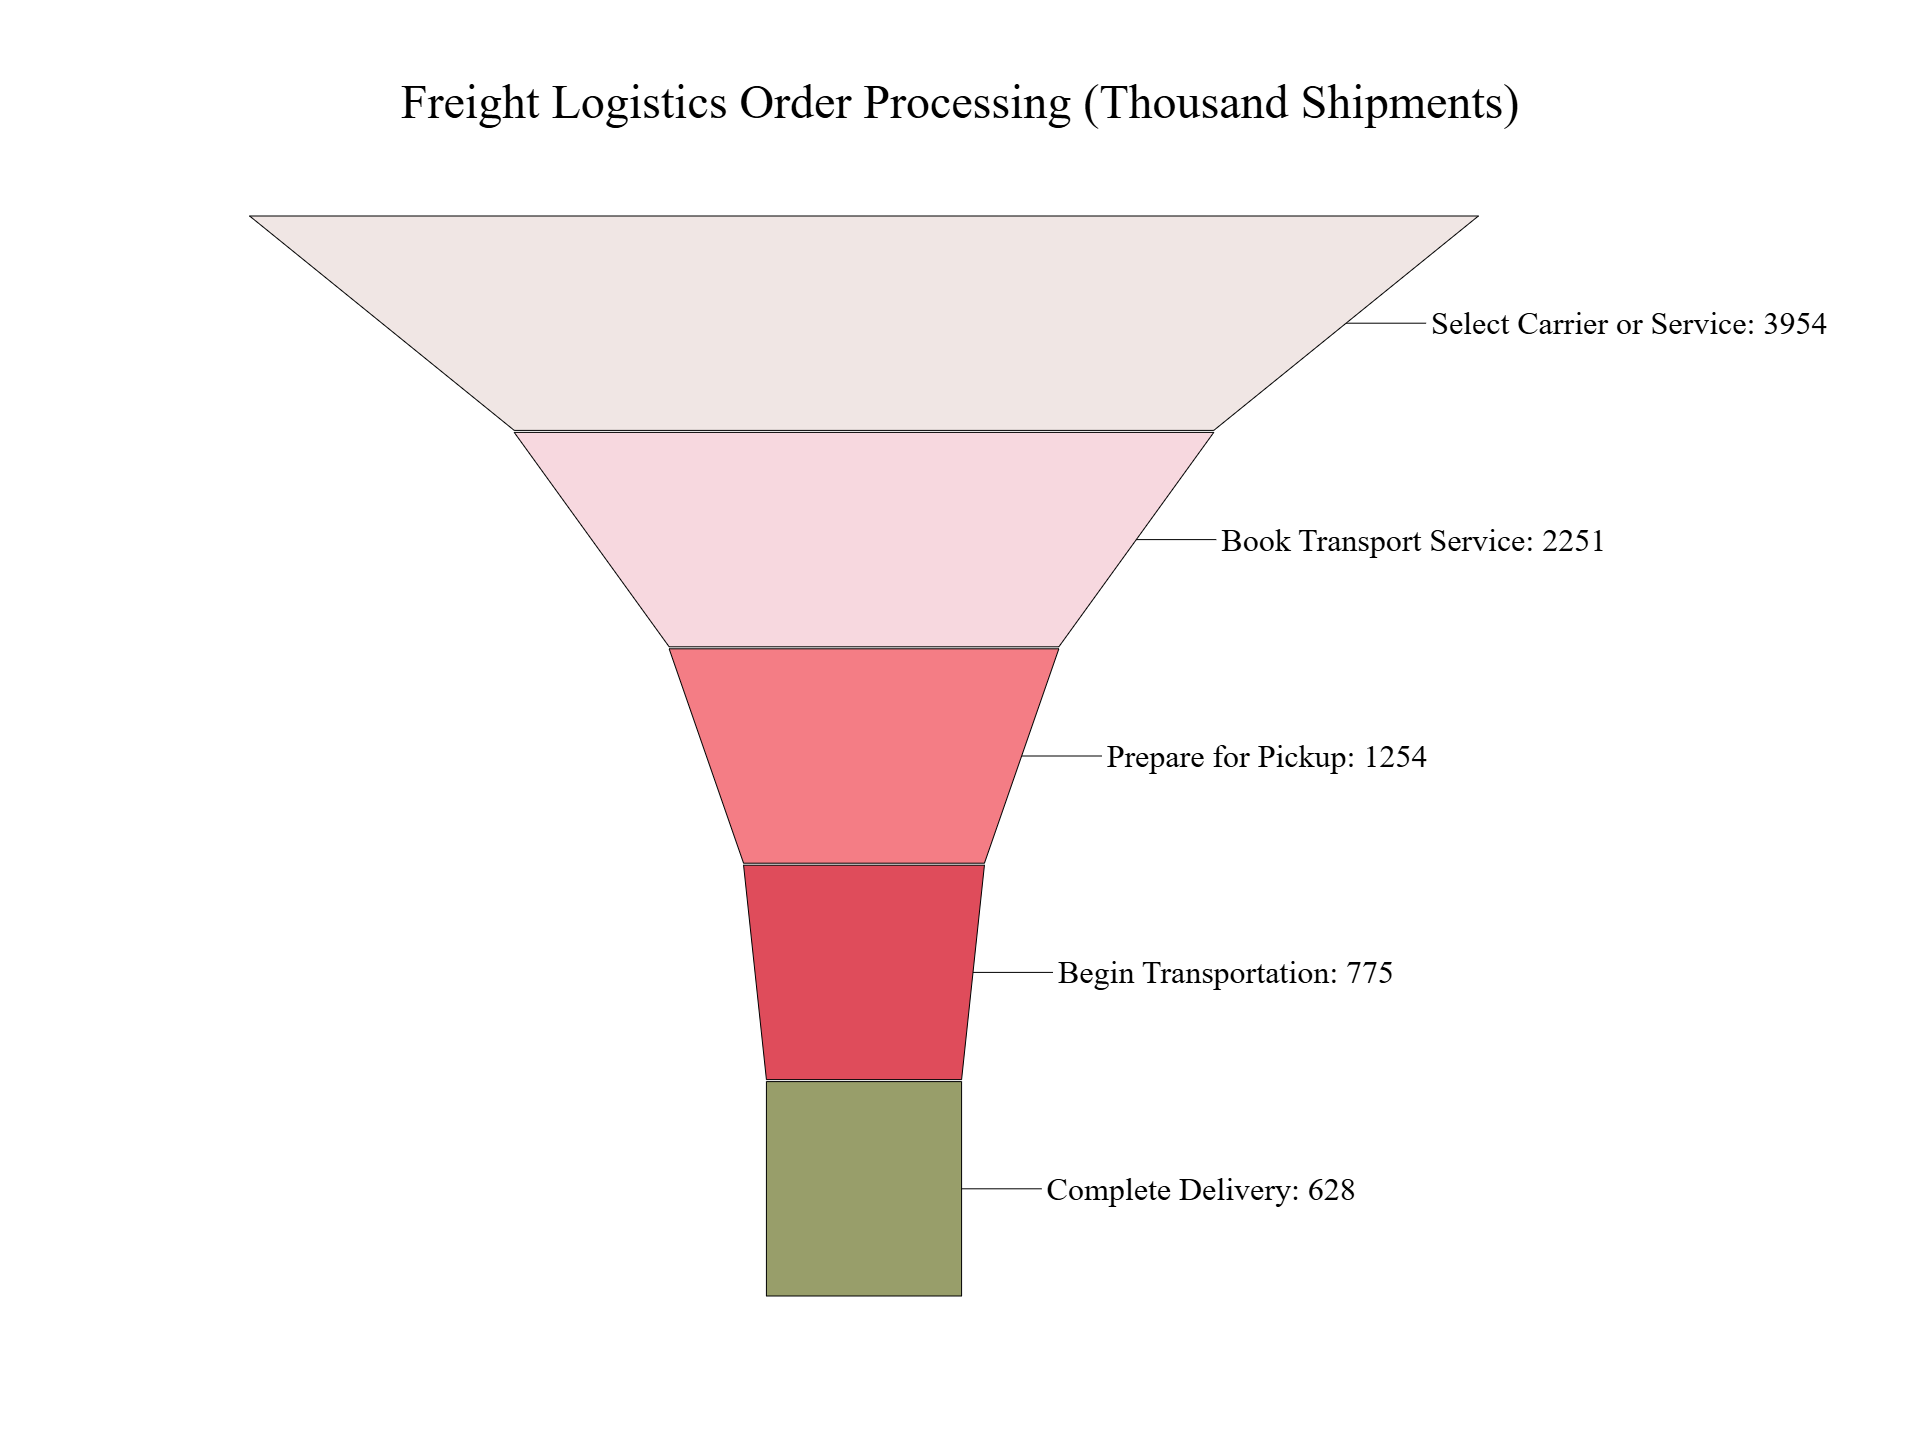 Freight Logistics Order Processing (Thousand Shipments)
Select Carrier or Service: 3954
Book Transport Service: 2251
Prepare for Pickup: 1254
Begin Transportation: 775
Complete Delivery: 628